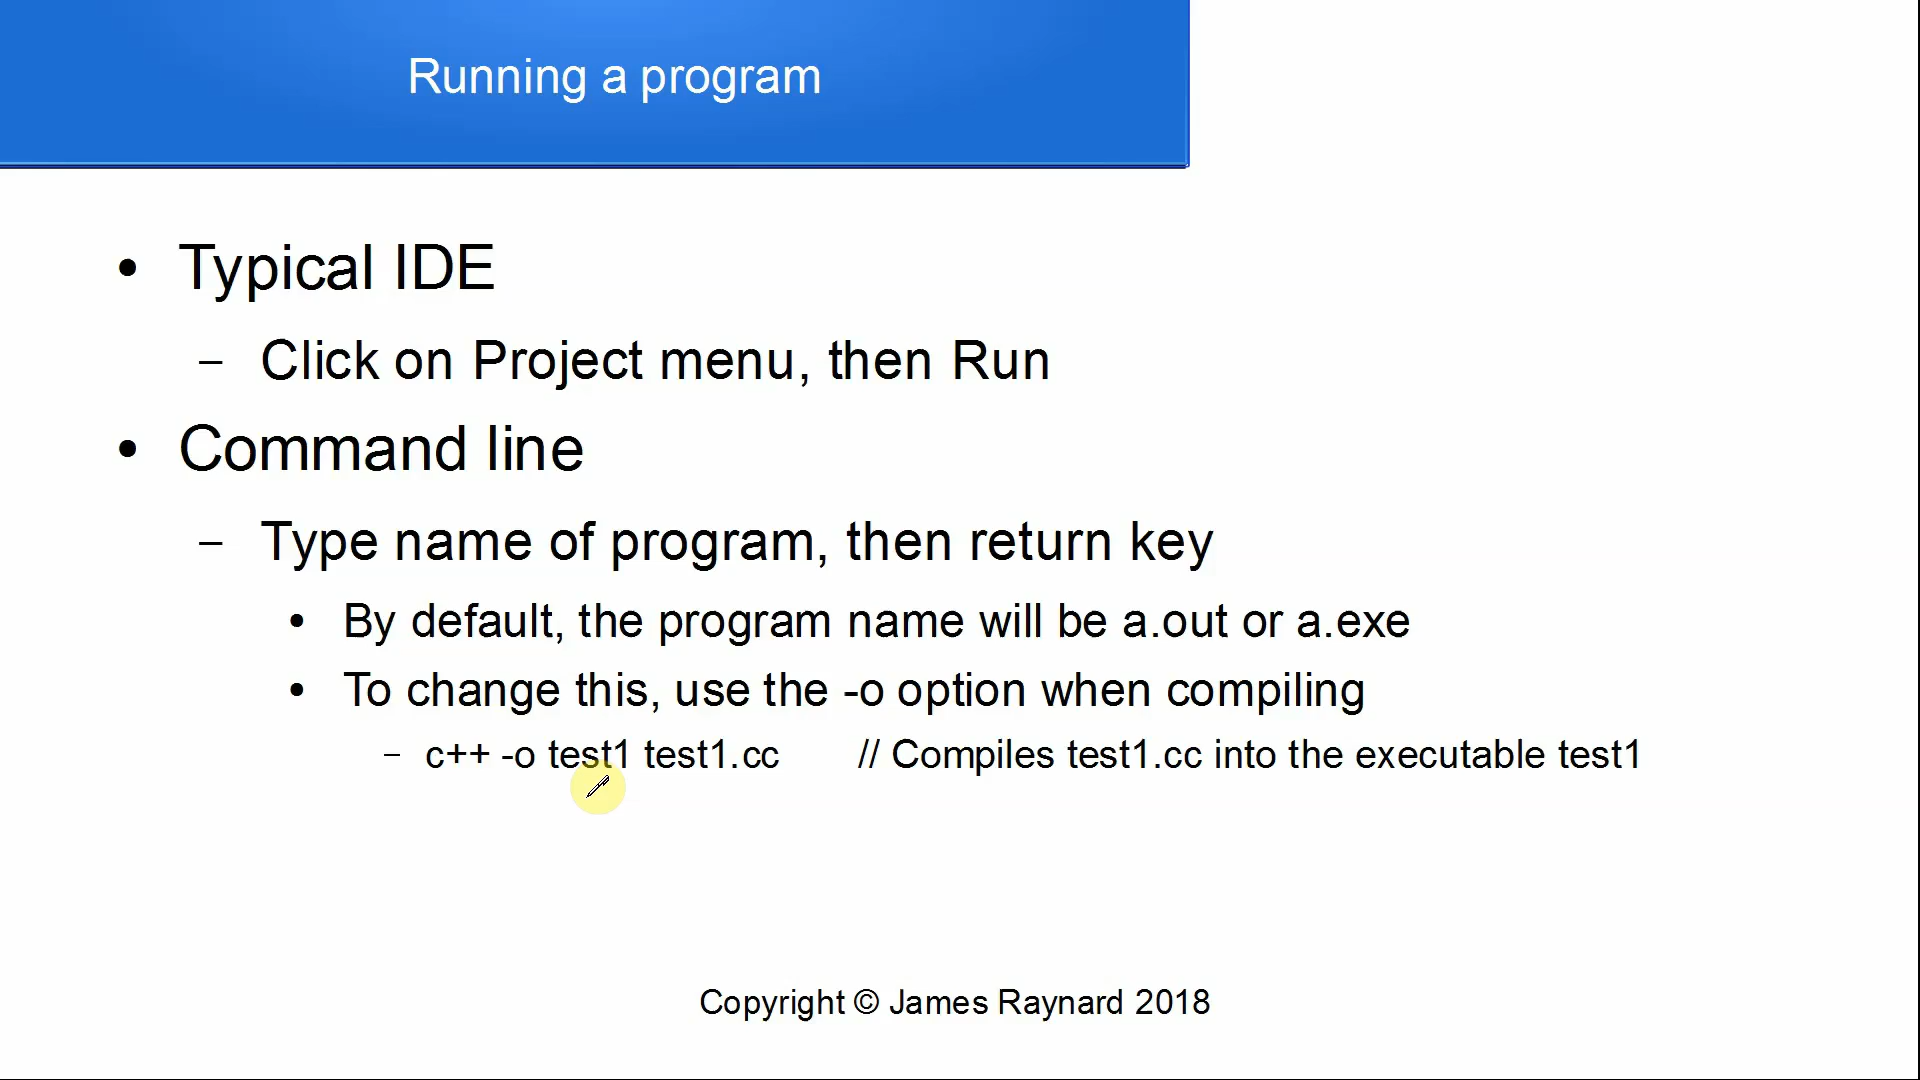 Running a program
• Typical IDE
– Click on Project menu, then Run
• Command line
– Type name of program, then return key
• By default, the program name will be a.out or a.exe
• To change this, use the -o option when compiling
– c++ -o test1 test1.cc // Compiles test1.cc into the executable test1
Copyright © James Raynard 2018